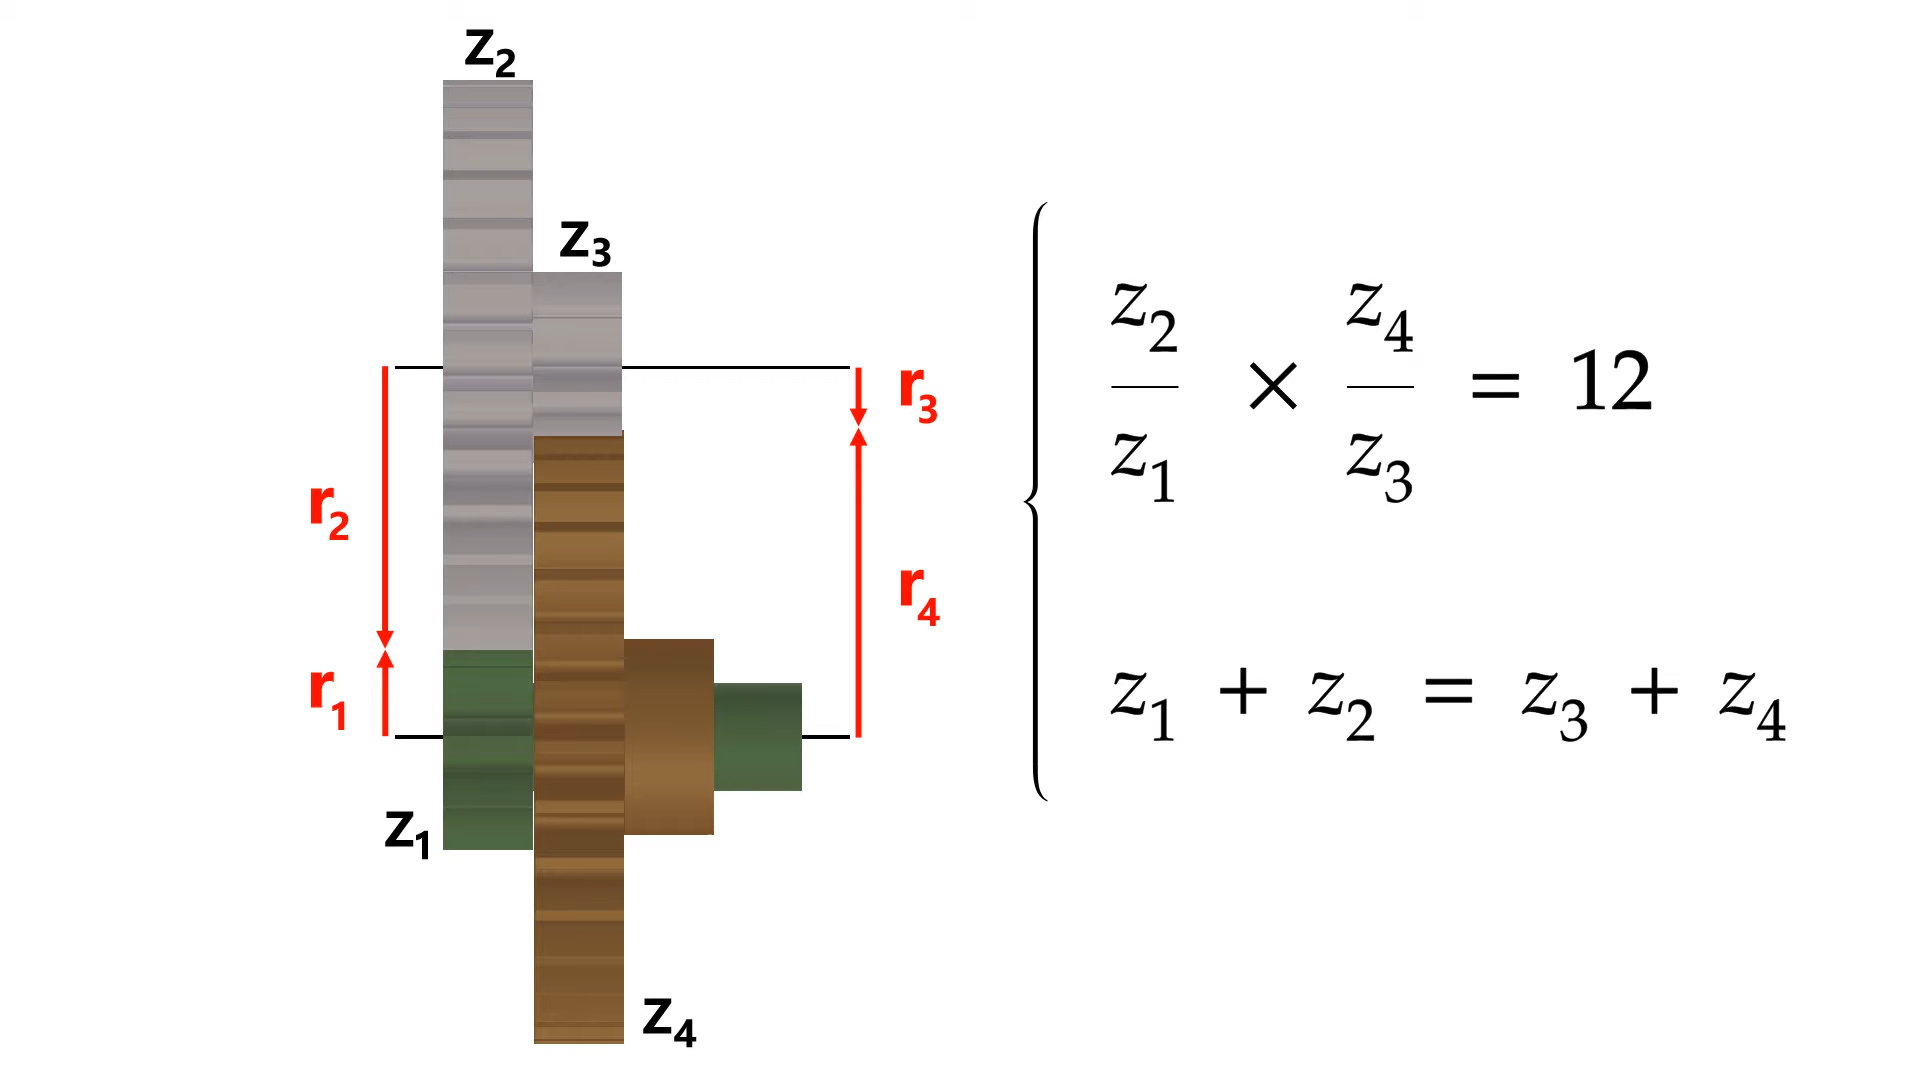 z₂
z₃
r₃
r₂
r₄
r₁
z₁
z₄
z₂/z₁ × z₄/z₃ = 12
z₁ + z₂ = z₃ + z₄